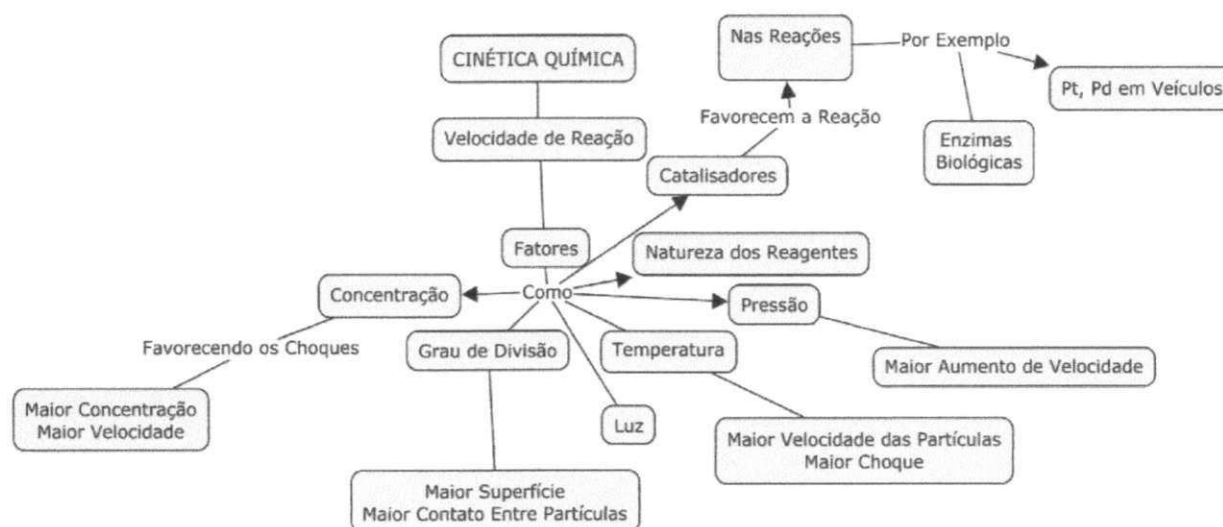 CINÉTICA QUÍMICA
Velocidade de Reação
Fatores
Como
Nas Reações
Por Exemplo
Pt, Pd em Veículos
Enzimas
Biológicas
Favorecem a Reação
Catalisadores
Natureza dos Reagentes
Pressão
Maior Aumento de Velocidade
Concentração
Favorecendo os Choques
Maior Concentração
Maior Velocidade
Grau de Divisão
Maior Superfície
Maior Contato Entre Partículas
Luz
Temperatura
Maior Velocidade das Partículas
Maior Choque